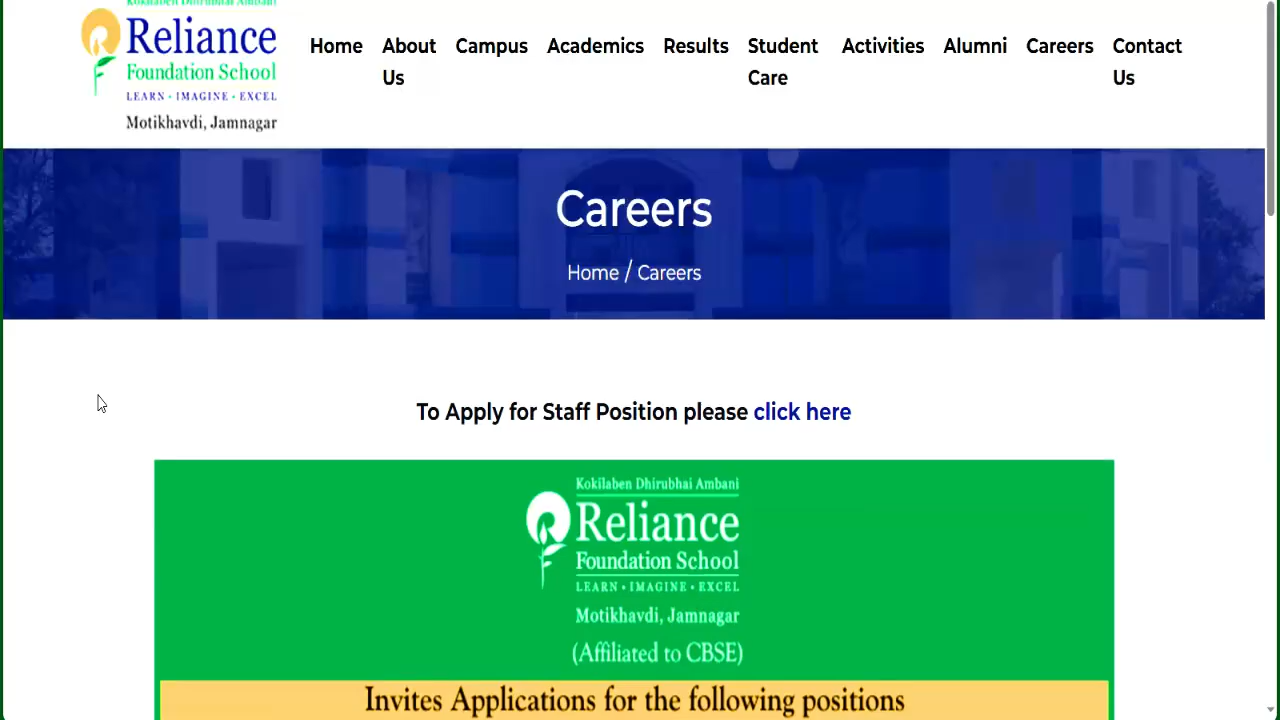 Kokilaben Dhirubhai Ambani
Reliance
Foundation School
LEARN • IMAGINE • EXCEL
Motikhavdi, Jamnagar
Home About Us Campus Academics Results Student Care Activities Alumni Careers Contact Us
Careers
Home / Careers
To Apply for Staff Position please click here
Kokilaben Dhirubhai Ambani
Reliance
Foundation School
LEARN • IMAGINE • EXCEL
Motikhavdi, Jamnagar
(Affiliated to CBSE)
Invites Applications for the following positions